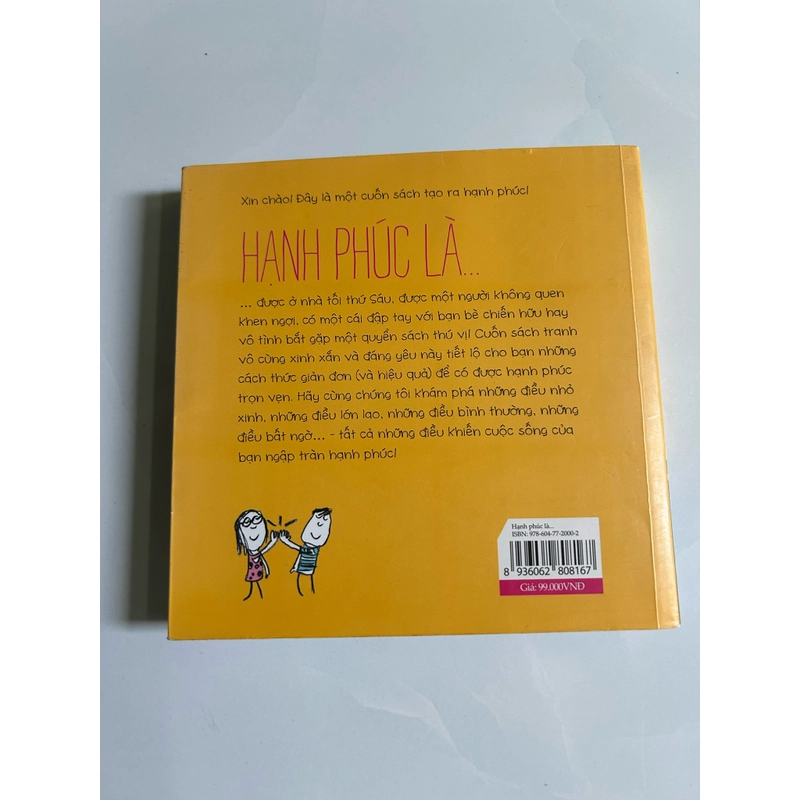 Xin chào! Đây là một cuốn sách tạo ra hạnh phúc!
HẠNH PHÚC LÀ...
... được ở nhà tối thứ Sáu, được một người không quen
khen ngợi, có một cái đập tay với bạn bè chiến hữu hay
vô tình bắt gặp một quyển sách thú vị! Cuốn sách tranh
vô cùng xinh xắn và đáng yêu này tiết lộ cho bạn những
cách thức giản đơn (và hiệu quả) để có được hạnh phúc
trọn vẹn. Hãy cùng chúng tôi khám phá những điều nhỏ
xinh, những điều lớn lao, những điều bình thường, những
điều bất ngờ... - tất cả những điều khiến cuộc sống của
bạn ngập tràn hạnh phúc!
Hạnh phúc là...
ISBN: 978-604-77-2000-2
8 936062 808167
Giá: 99.000VNĐ